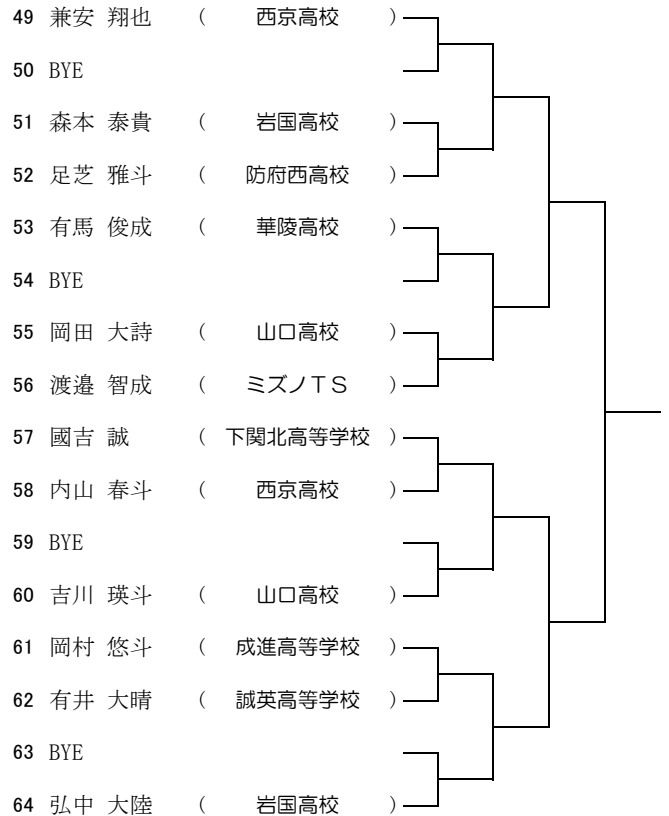 49 兼安 翔也 ( 西京高校 )
50 BYE
51 森本 泰貴 ( 岩国高校 )
52 足芝 雅斗 ( 防府西高校 )
53 有馬 俊成 ( 華陵高校 )
54 BYE
55 岡田 大詩 ( 山口高校 )
56 渡邉 智成 ( ミズノTS )
57 國吉 誠 ( 下関北高等学校 )
58 内山 春斗 ( 西京高校 )
59 BYE
60 吉川 瑛斗 ( 山口高校 )
61 岡村 悠斗 ( 成進高等学校 )
62 有井 大晴 ( 誠英高等学校 )
63 BYE
64 弘中 大陸 ( 岩国高校 )